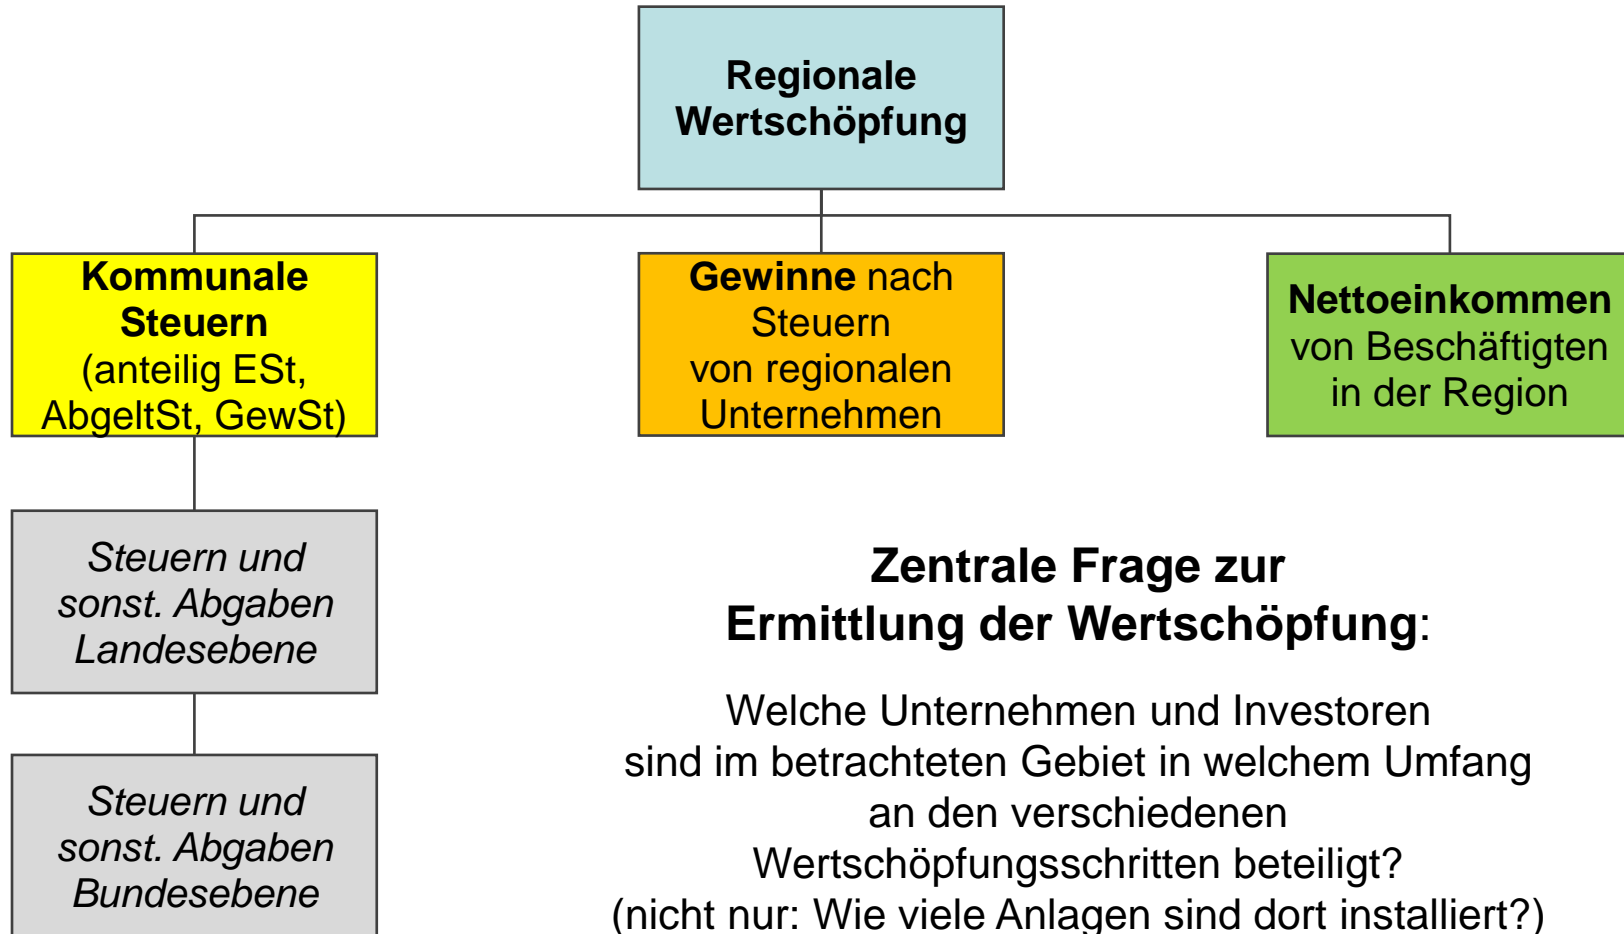 Regionale
Wertschöpfung
Kommunale
Steuern
(anteilig ESt,
AbgeltSt, GewSt)
Gewinne nach
Steuern
von regionalen
Unternehmen
Nettoeinkommen
von Beschäftigten
in der Region
Steuern und
sonst. Abgaben
Landesebene
Steuern und
sonst. Abgaben
Bundesebene
Zentrale Frage zur
Ermittlung der Wertschöpfung:
Welche Unternehmen und Investoren
sind im betrachteten Gebiet in welchem Umfang
an den verschiedenen
Wertschöpfungsschritten beteiligt?
(nicht nur: Wie viele Anlagen sind dort installiert?)